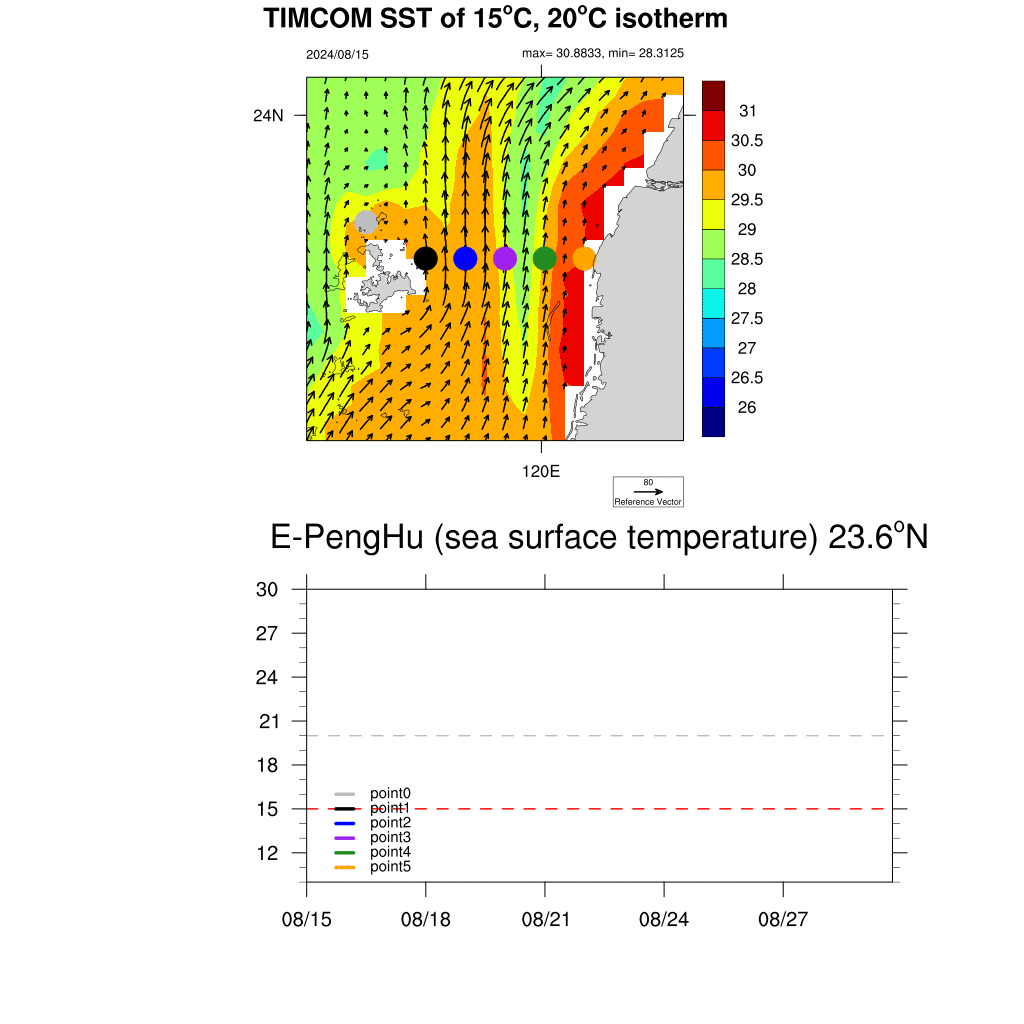 TIMCOM SST of 15°C, 20°C isotherm
2024/08/15
max= 30.8833, min= 28.3125
24N
31
30.5
30
29.5
29
28.5
28
27.5
27
26.5
26
120E
80
Reference Vector
E-PengHu (sea surface temperature) 23.6°N
30
27
24
21
18
15
12
point0
point1
point2
point3
point4
point5
08/15
08/18
08/21
08/24
08/27